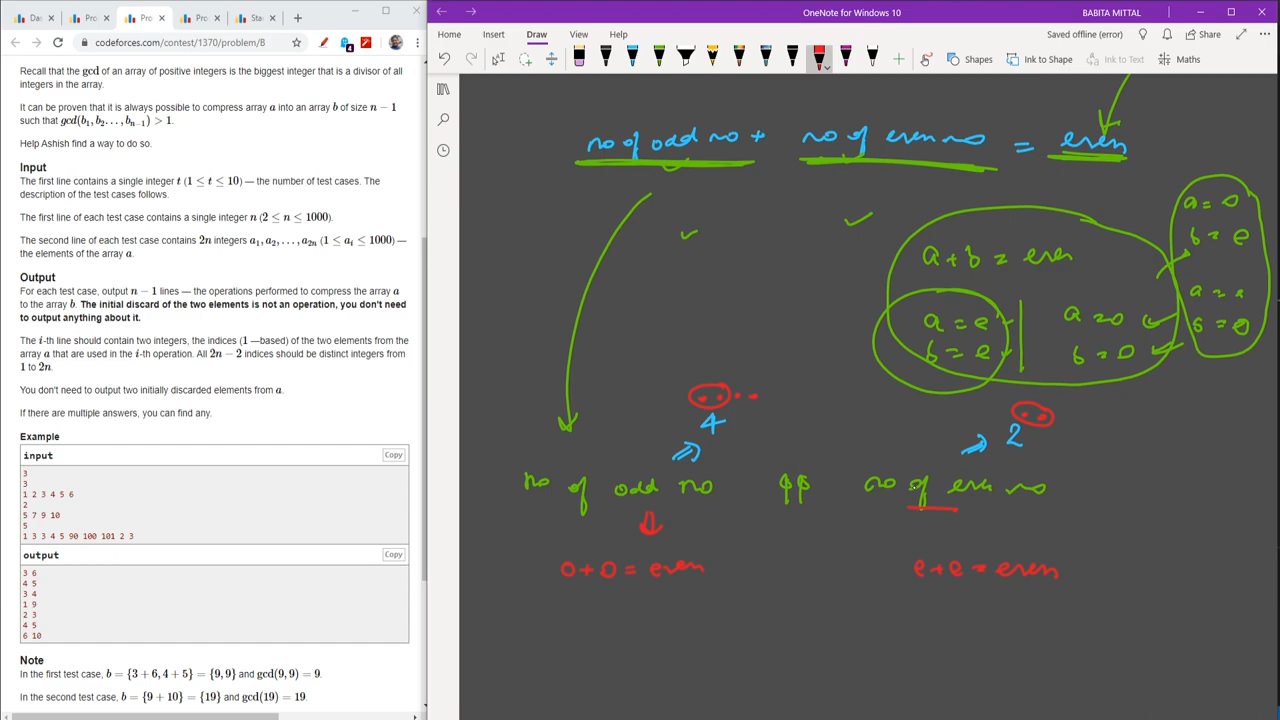 Da
Pro
Pro
Pro
Sta
codeforces.com/contest/1370/problem/B
Recall that the gcd of an array of positive integers is the biggest integer that is a divisor of all
integers in the array.
It can be proven that it is always possible to compress array a into an array b of size n − 1
such that gcd(b1, b2 . . . , bn−1) > 1.
Help Ashish find a way to do so.
Input
The first line contains a single integer t (1 ≤ t ≤ 10) — the number of test cases. The
description of the test cases follows.
The first line of each test case contains a single integer n (2 ≤ n ≤ 1000).
The second line of each test case contains 2n integers a1, a2, . . . , a2n (1 ≤ ai ≤ 1000) —
the elements of the array a.
Output
For each test case, output n − 1 lines — the operations performed to compress the array a
to the array b. The initial discard of the two elements is not an operation, you don't need
to output anything about it.
The i-th line should contain two integers, the indices (1 —based) of the two elements from the
array a that are used in the i-th operation. All 2n − 2 indices should be distinct integers from
1 to 2n.
You don't need to output two initially discarded elements from a.
If there are multiple answers, you can find any.
Example
input
Copy
3
3
1 2 3 4 5 6
2
5 7 9 10
5
1 3 3 4 5 90 100 101 2 3
output
Copy
3 6
4 5
3 4
1 9
2 3
4 5
6 10
Note
In the first test case, b = {3 + 6, 4 + 5} = {9, 9} and gcd(9, 9) = 9.
In the second test case, b = {9 + 10} = {19} and gcd(19) = 19.
OneNote for Windows 10
BABITA MITTAL
Home Insert Draw View Help
Saved offline (error)
Shapes
Ink to Shape
Ink to Text
Maths
no of odd no + no of even no = even
a = o
b = e
a + b = even
a = e
b = o
a = e
b = e
a = o
b = o
4
2
no of odd no
no of even no
o + o = even
e + e = even